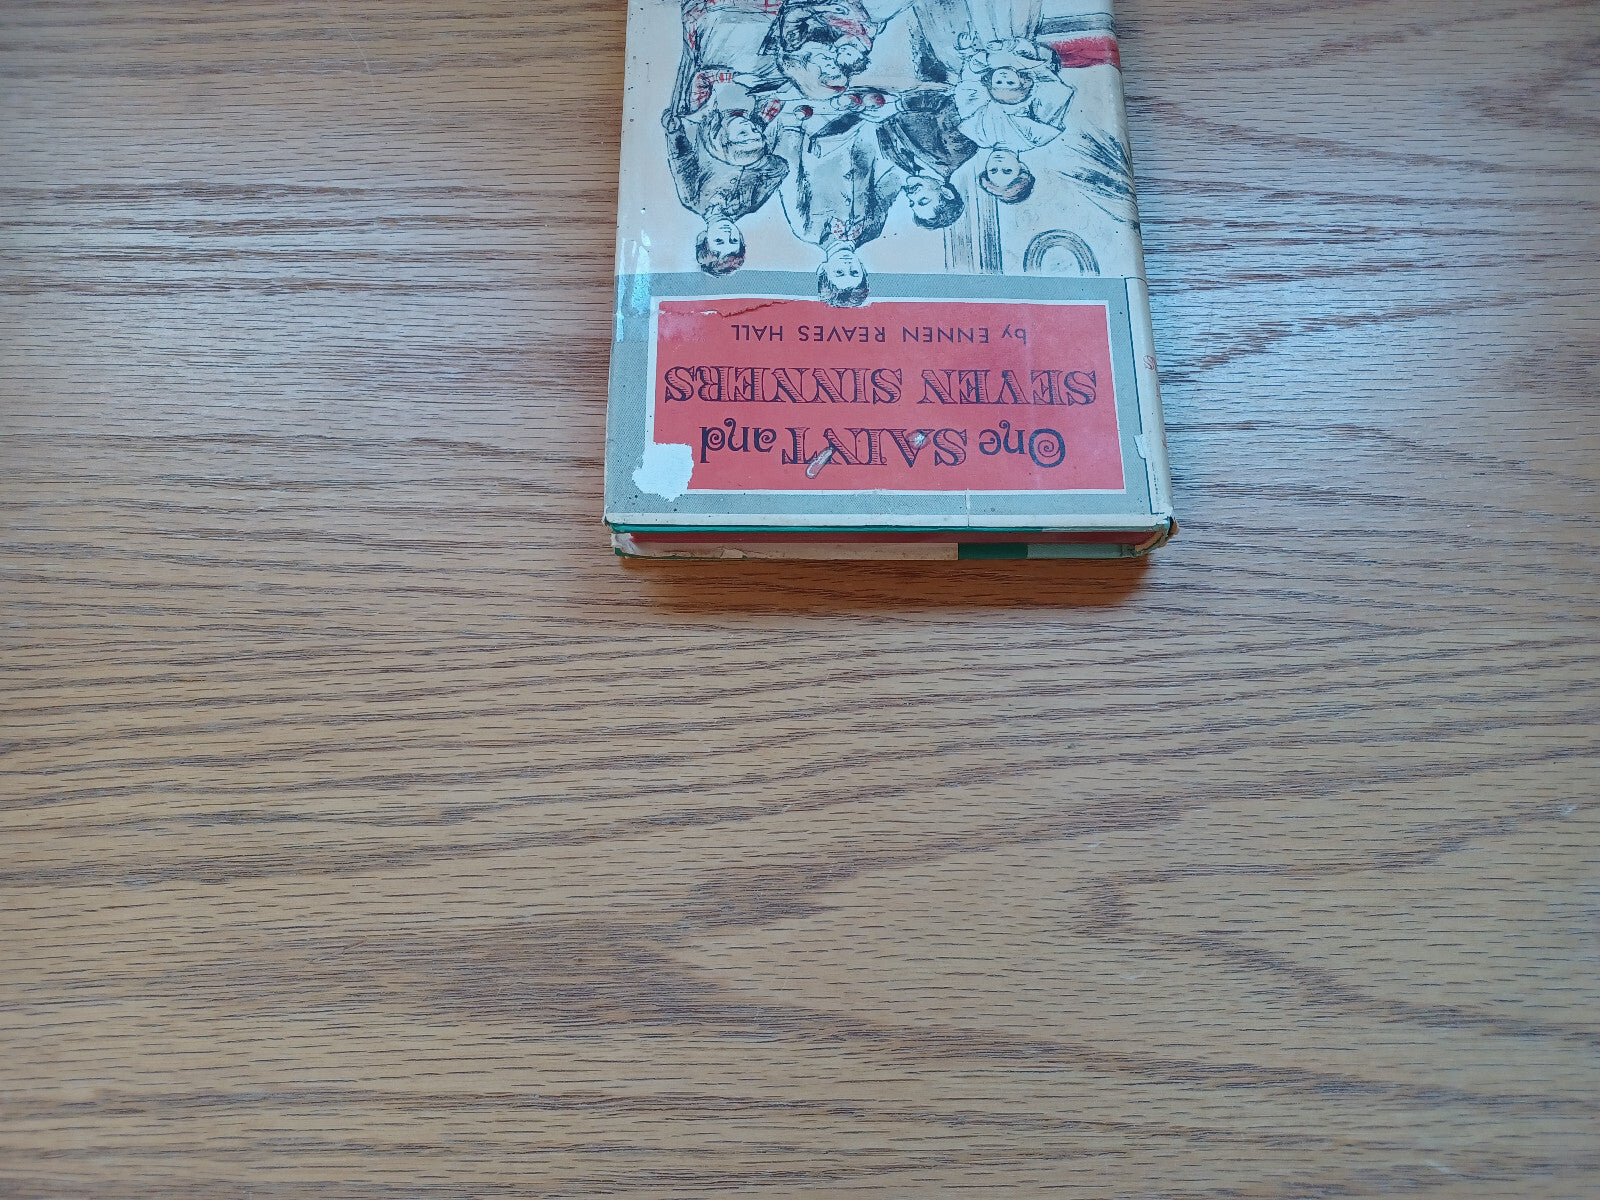 One SAINT and
SEVEN SINNERS
by ENNEN REAVES HALL